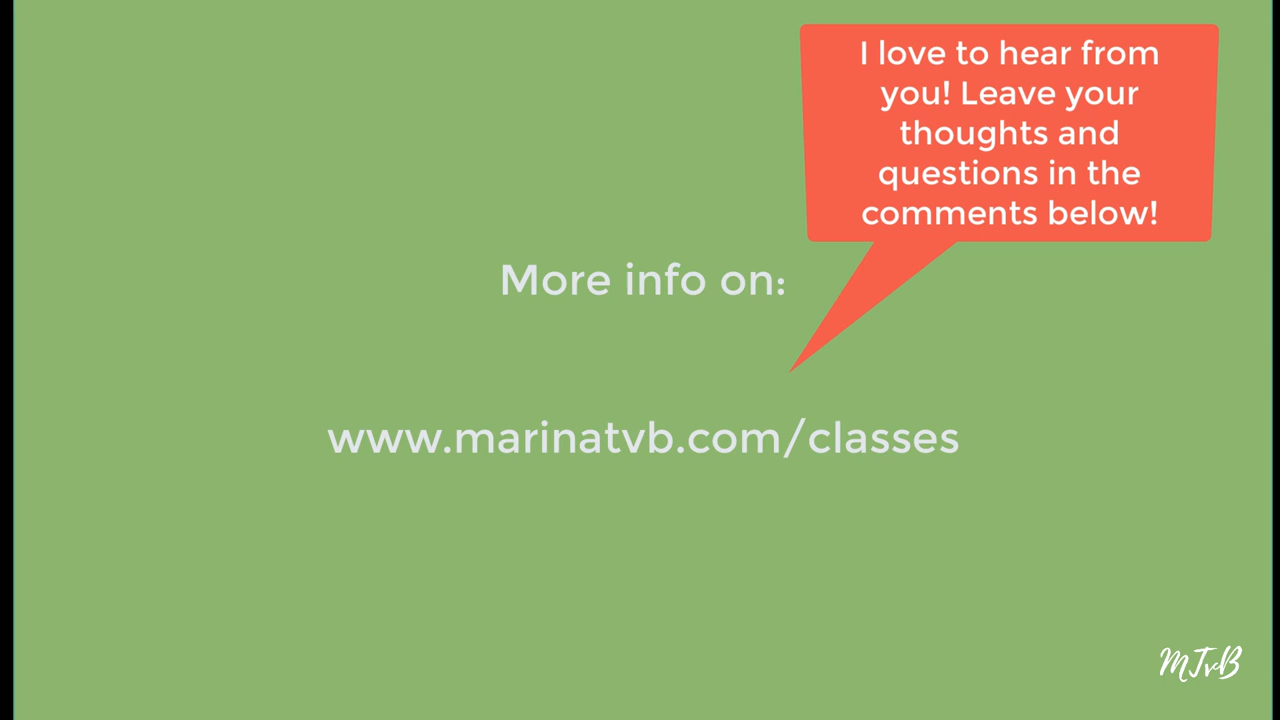 I love to hear from
you! Leave your
thoughts and
questions in the
comments below!
More info on:
www.marinatvb.com/classes
MTvB